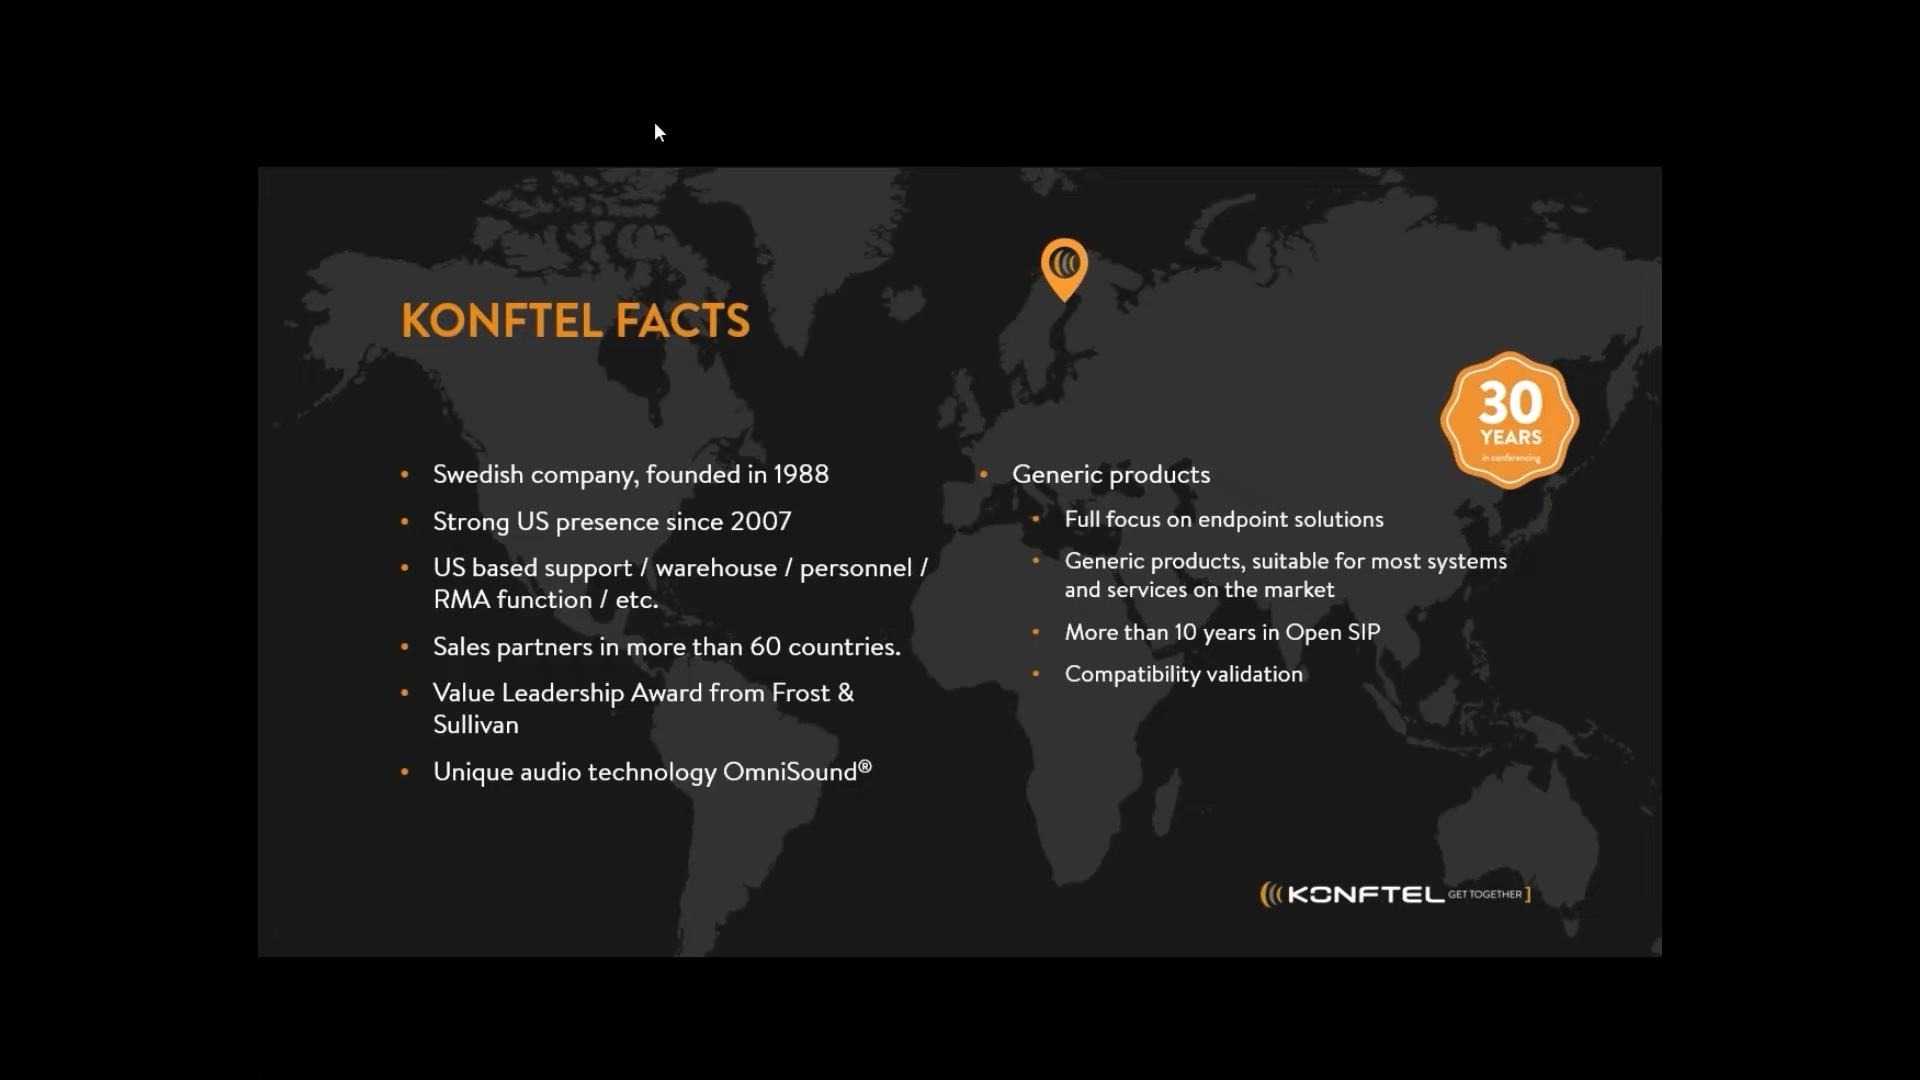 KONFTEL FACTS
30
YEARS
in conferencing
• Swedish company, founded in 1988
• Strong US presence since 2007
• US based support / warehouse / personnel /
RMA function / etc.
• Sales partners in more than 60 countries.
• Value Leadership Award from Frost &
Sullivan
• Unique audio technology OmniSound®
• Generic products
• Full focus on endpoint solutions
• Generic products, suitable for most systems
and services on the market
• More than 10 years in Open SIP
• Compatibility validation
KONFTEL GET TOGETHER